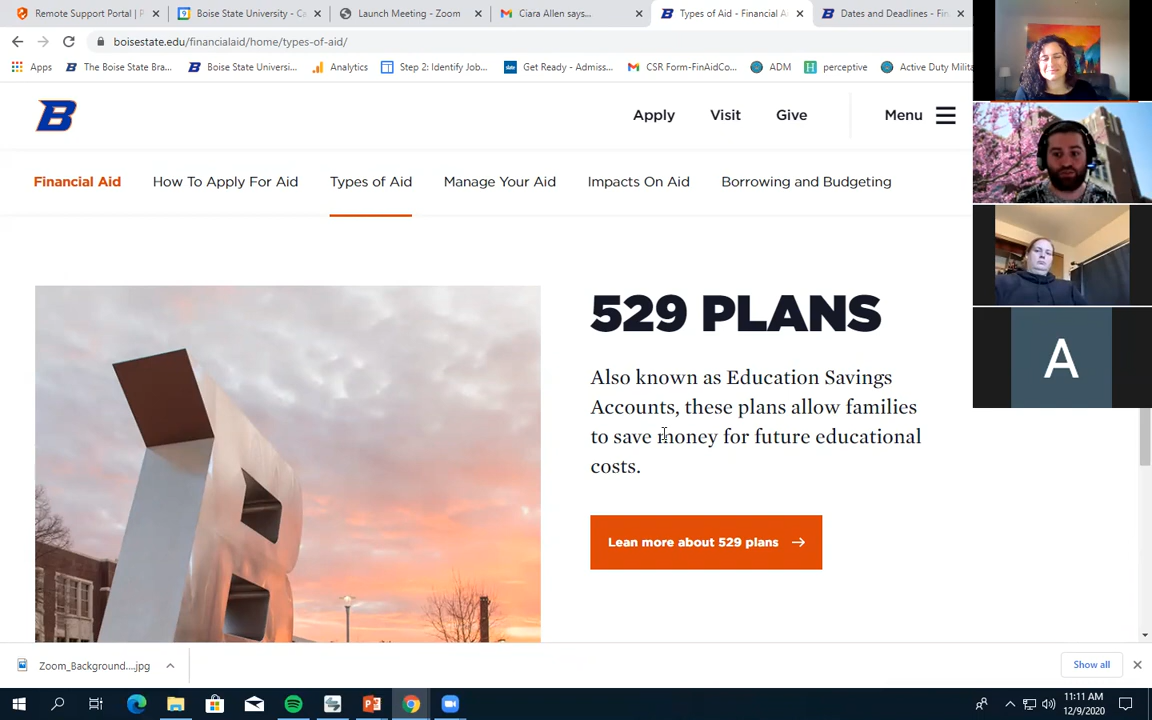 Remote Support Portal | P
Boise State University - Ca
Launch Meeting - Zoom
Ciara Allen says...
Types of Aid - Financial A
Dates and Deadlines - Fin
boisestate.edu/financialaid/home/types-of-aid/
Apps
The Boise State Bra...
Boise State Universi...
Analytics
Step 2: Identify Job...
Get Ready - Admiss...
CSR Form-FinAidCo...
ADM
perceptive
Active Duty Milita
B
Apply
Visit
Give
Menu
Financial Aid
How To Apply For Aid
Types of Aid
Manage Your Aid
Impacts On Aid
Borrowing and Budgeting
529 PLANS
Also known as Education Savings
Accounts, these plans allow families
to save money for future educational
costs.
Lean more about 529 plans
A
Zoom_Background....jpg
Show all
11:11 AM
12/9/2020